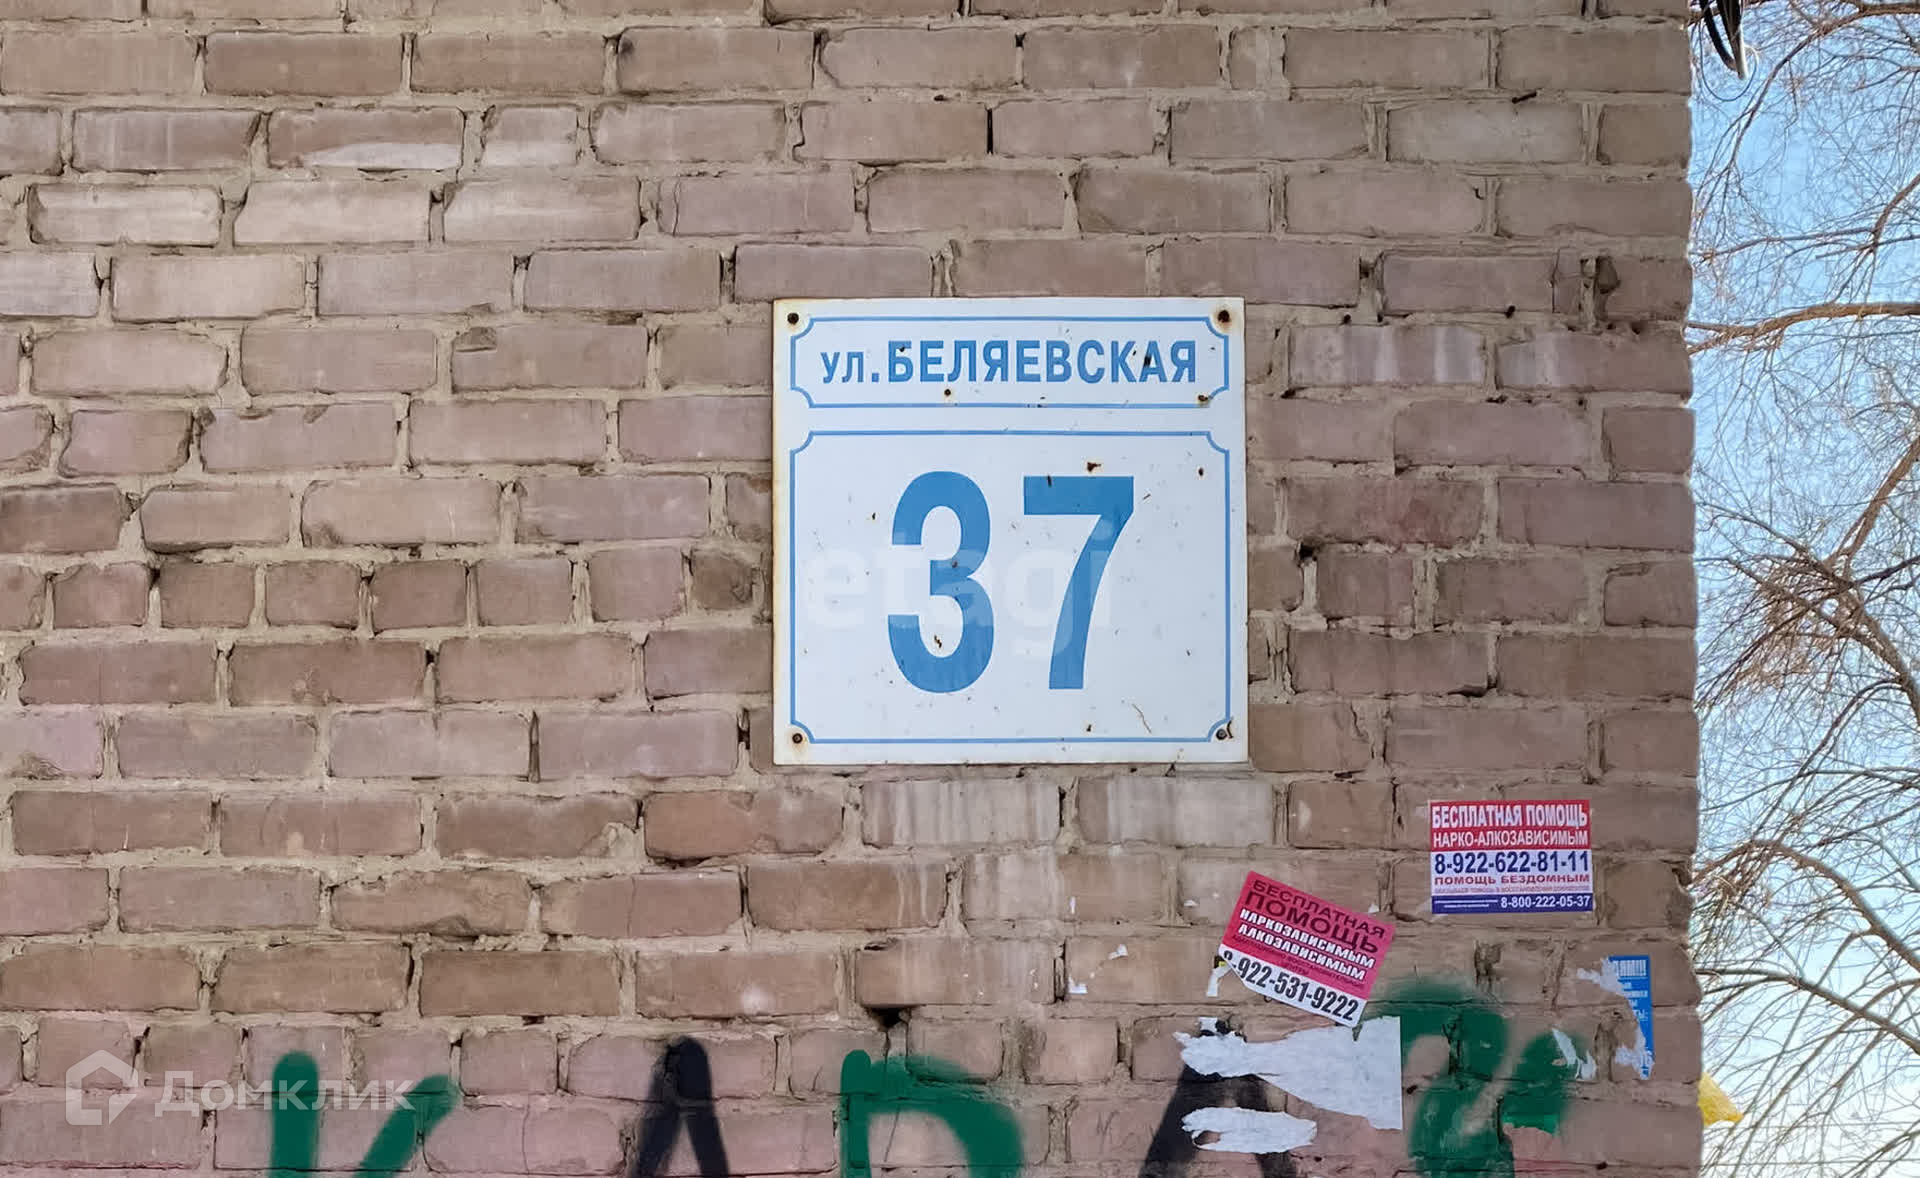 ул. БЕЛЯЕВСКАЯ
37
etagi
БЕСПЛАТНАЯ ПОМОЩЬ
НАРКО-АЛКОЗАВИСИМЫМ
8-922-622-81-11
ПОМОЩЬ БЕЗДОМНЫМ
8-800-222-05-37
БЕСПЛАТНАЯ
ПОМОЩЬ
НАРКОЗАВИСИМЫМ
АЛКОЗАВИСИМЫМ
8-922-531-9222
Домклик